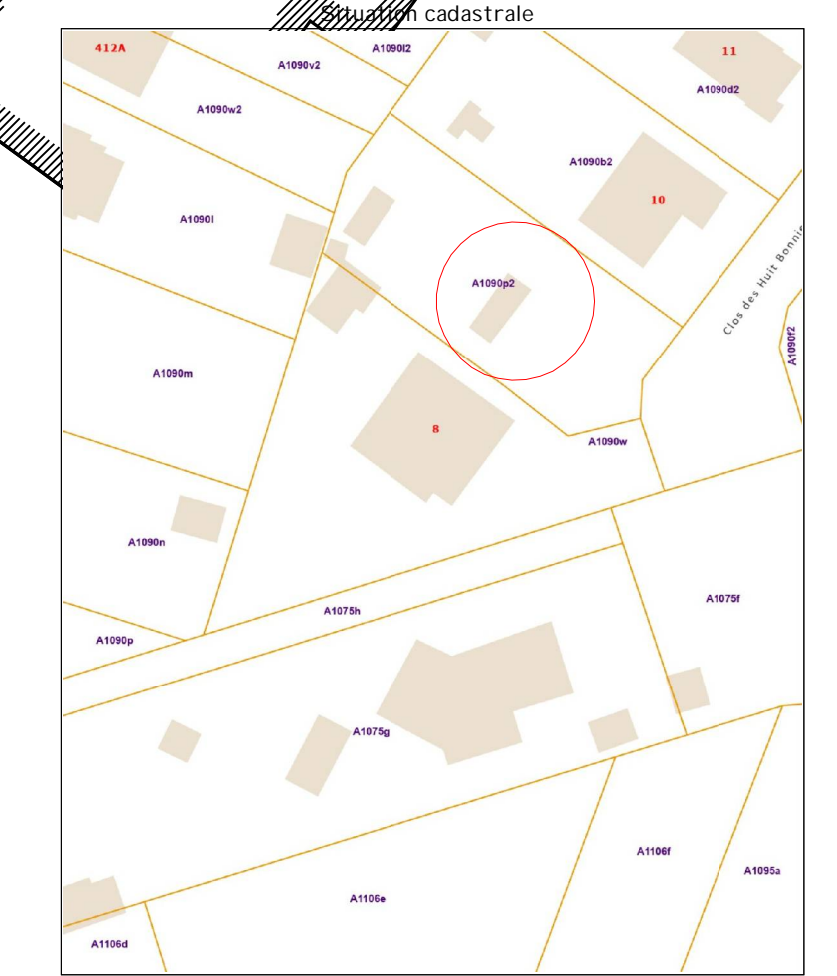 Situation cadastrale
412A
A1090l2
11
A1090v2
A1090d2
A1090w2
A1090b2
10
A1090l
Clos des Huit Bonnie
A1090p2
A1090f2
A1090m
8
A1090w
A1090n
A1075f
A1075h
A1090p
A1075g
A1106f
A1095a
A1106e
A1106d